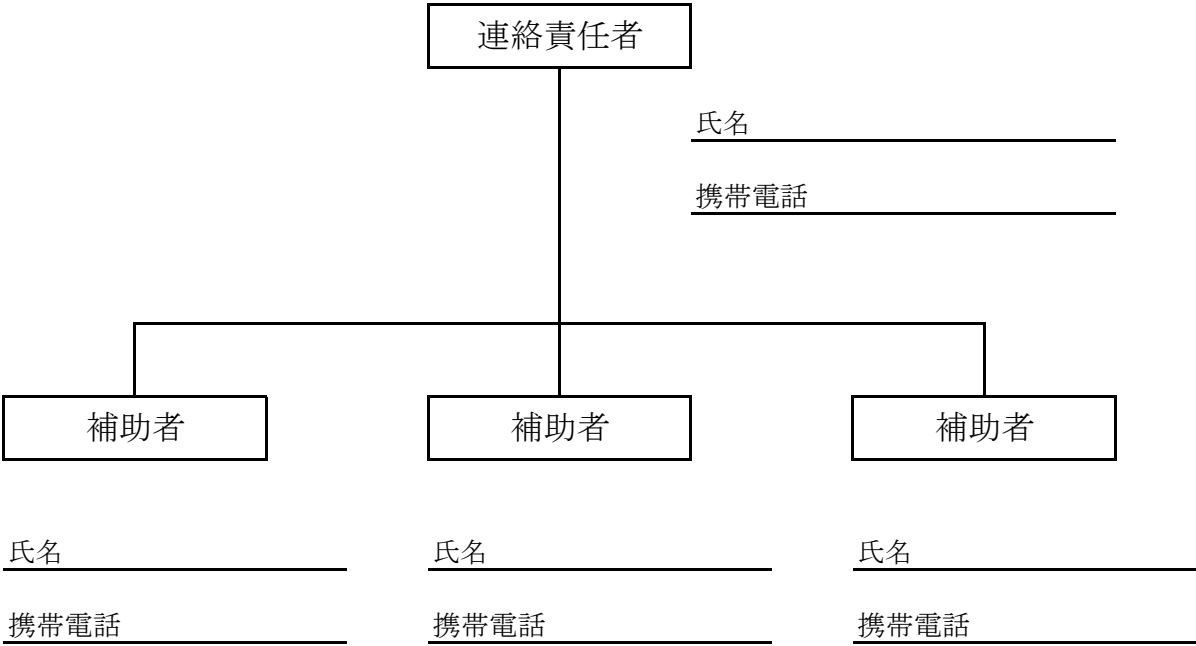 連絡責任者
氏名
携帯電話
補助者 補助者 補助者
氏名 氏名 氏名
携帯電話 携帯電話 携帯電話